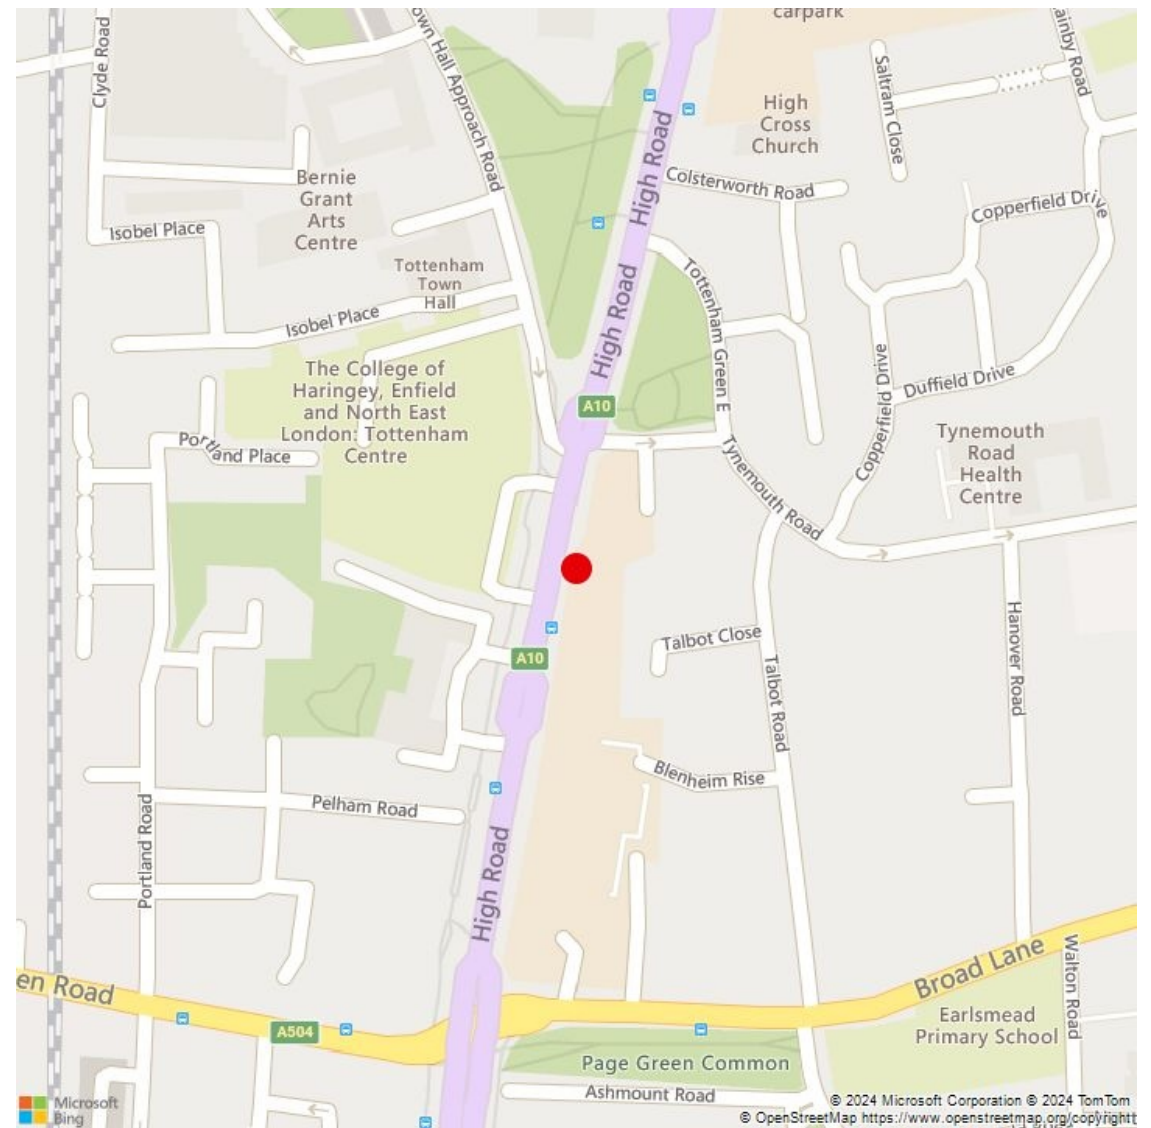 carpark
Clyde Road
own Hall Approach Road
ainby Road
Saltram Close
High
Cross
Church
High Road
Colsterworth Road
Bernie
Grant
Arts
Centre
Copperfield Drive
Isobel Place
Tottenham
Town
Hall
High Road
Tottenham Green E
Isobel Place
The College of
Haringey, Enfield
and North East
London: Tottenham
Centre
Copperfield Drive
Duffield Drive
A10
Portland Place
Tynemouth
Road
Health
Centre
Tynemouth Road
Talbot Close
Hanover Road
A10
Talbot Road
Blenheim Rise
Pelham Road
Portland Road
High Road
en Road
Broad Lane
Walton Road
A504
Earlsmead
Primary School
Page Green Common
Ashmount Road
Microsoft
Bing
© 2024 Microsoft Corporation © 2024 TomTom
© OpenStreetMap https://www.openstreetmap.org/copyright